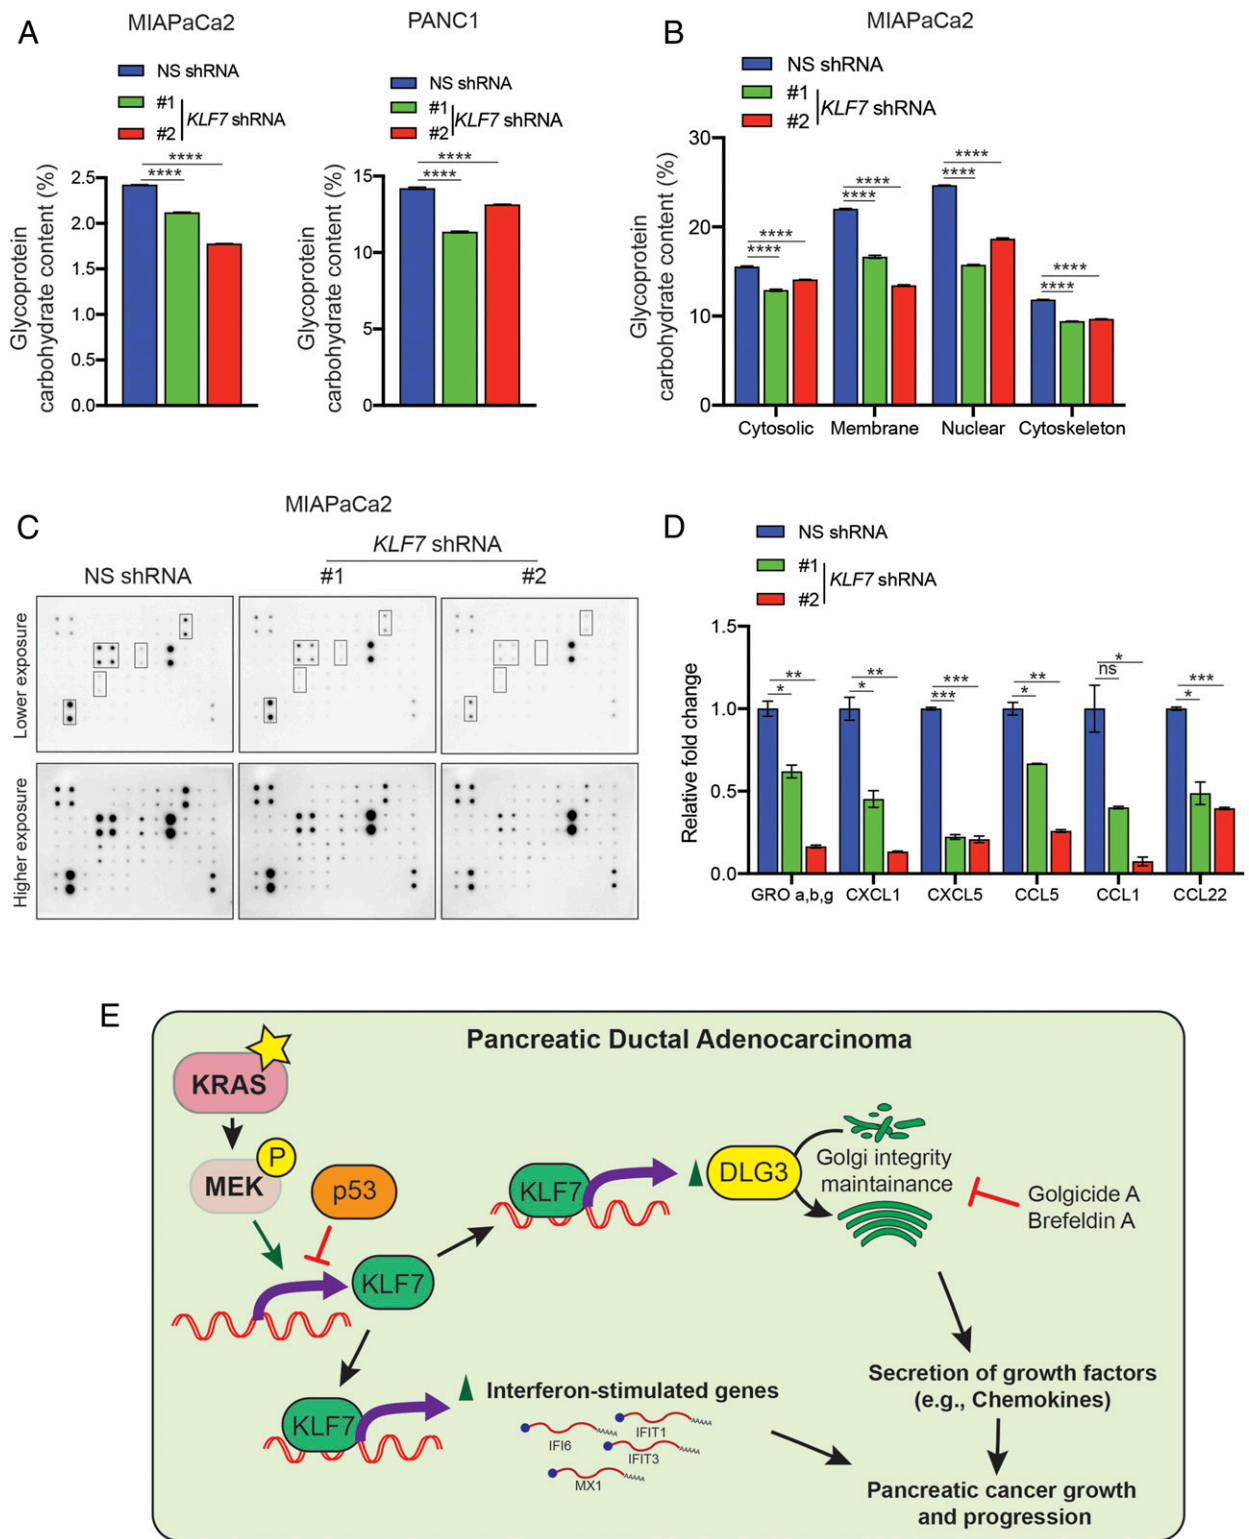 A
MIAPaCa2
NS shRNA
#1
#2
KLF7 shRNA
Glycoprotein
carbohydrate content (%)
2.5
2.0
1.5
1.0
0.5
0.0
****
****
PANC1
NS shRNA
#1
#2
KLF7 shRNA
Glycoprotein
carbohydrate content (%)
15
10
5
0
****
****
B
MIAPaCa2
NS shRNA
#1
#2
KLF7 shRNA
Glycoprotein
carbohydrate content (%)
30
20
10
0
****
****
****
****
****
****
****
****
Cytosolic Membrane Nuclear Cytoskeleton
C
MIAPaCa2
KLF7 shRNA
NS shRNA #1 #2
Lower exposure
Higher exposure
D
NS shRNA
#1
#2
KLF7 shRNA
Relative fold change
1.5
1.0
0.5
0.0
**
*
**
*
***
***
**
*
*
ns
***
*
GRO a,b,g CXCL1 CXCL5 CCL5 CCL1 CCL22
E
Pancreatic Ductal Adenocarcinoma
KRAS
P
MEK
p53
KLF7
KLF7
DLG3
Golgi integrity
maintainance
Golgicide A
Brefeldin A
KLF7
Interferon-stimulated genes
IFI6
IFIT1
IFIT3
MX1
AAAAA
AAAAA
AAAAA
AAAAA
Secretion of growth factors
(e.g., Chemokines)
Pancreatic cancer growth
and progression